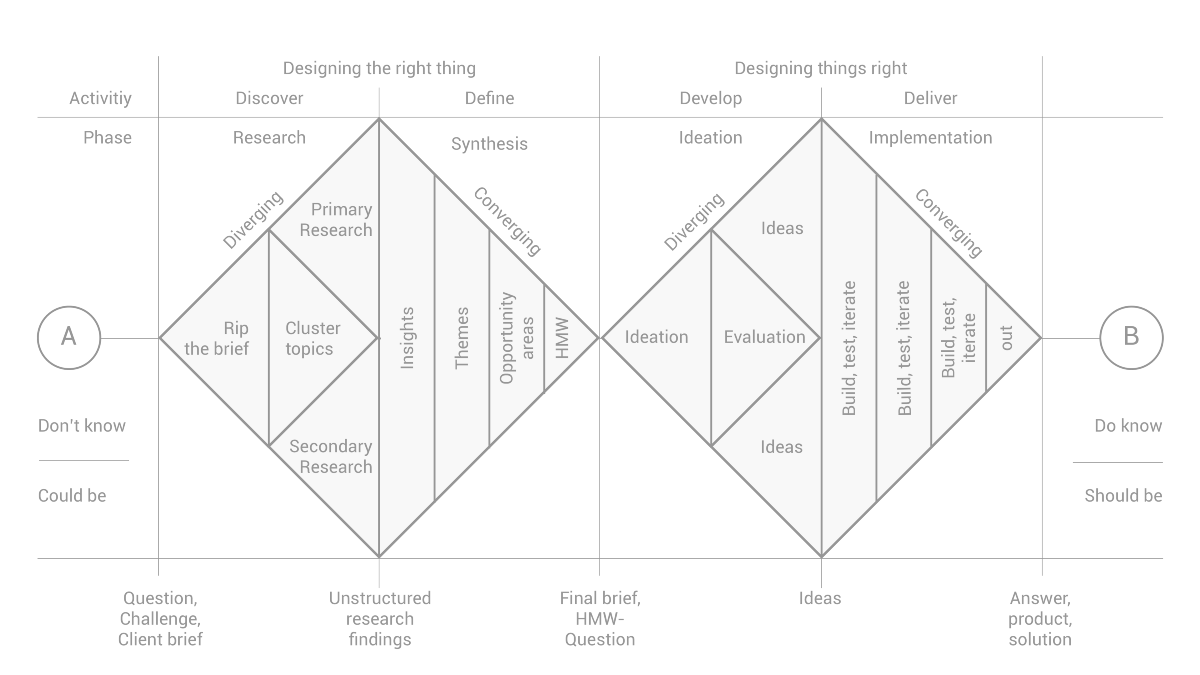 Designing the right thing
Designing things right
Activitiy
Discover
Define
Develop
Deliver
Phase
Research
Synthesis
Ideation
Implementation
Diverging
Converging
Diverging
Converging
Primary
Research
Ideas
A
Rip
the brief
Cluster
topics
Insights
Themes
Opportunity
areas
HMW
Ideation
Evaluation
Build, test, iterate
Build, test, iterate
Build, test,
iterate
out
B
Secondary
Research
Ideas
Don't know
Could be
Do know
Should be
Question,
Challenge,
Client brief
Unstructured
research
findings
Final brief,
HMW-
Question
Ideas
Answer,
product,
solution